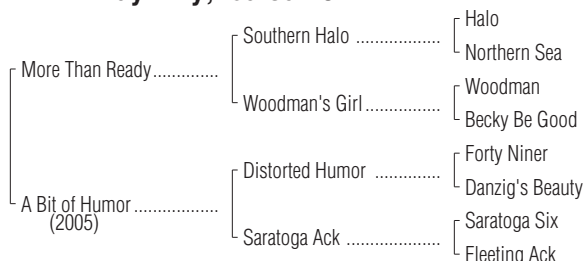 Halo
Southern Halo ..................
Northern Sea
More Than Ready..............
Woodman
Woodman's Girl................
Becky Be Good
Forty Niner
Distorted Humor ..............
Danzig's Beauty
A Bit of Humor ..................
(2005)
Saratoga Six
Saratoga Ack ....................
Fleeting Ack